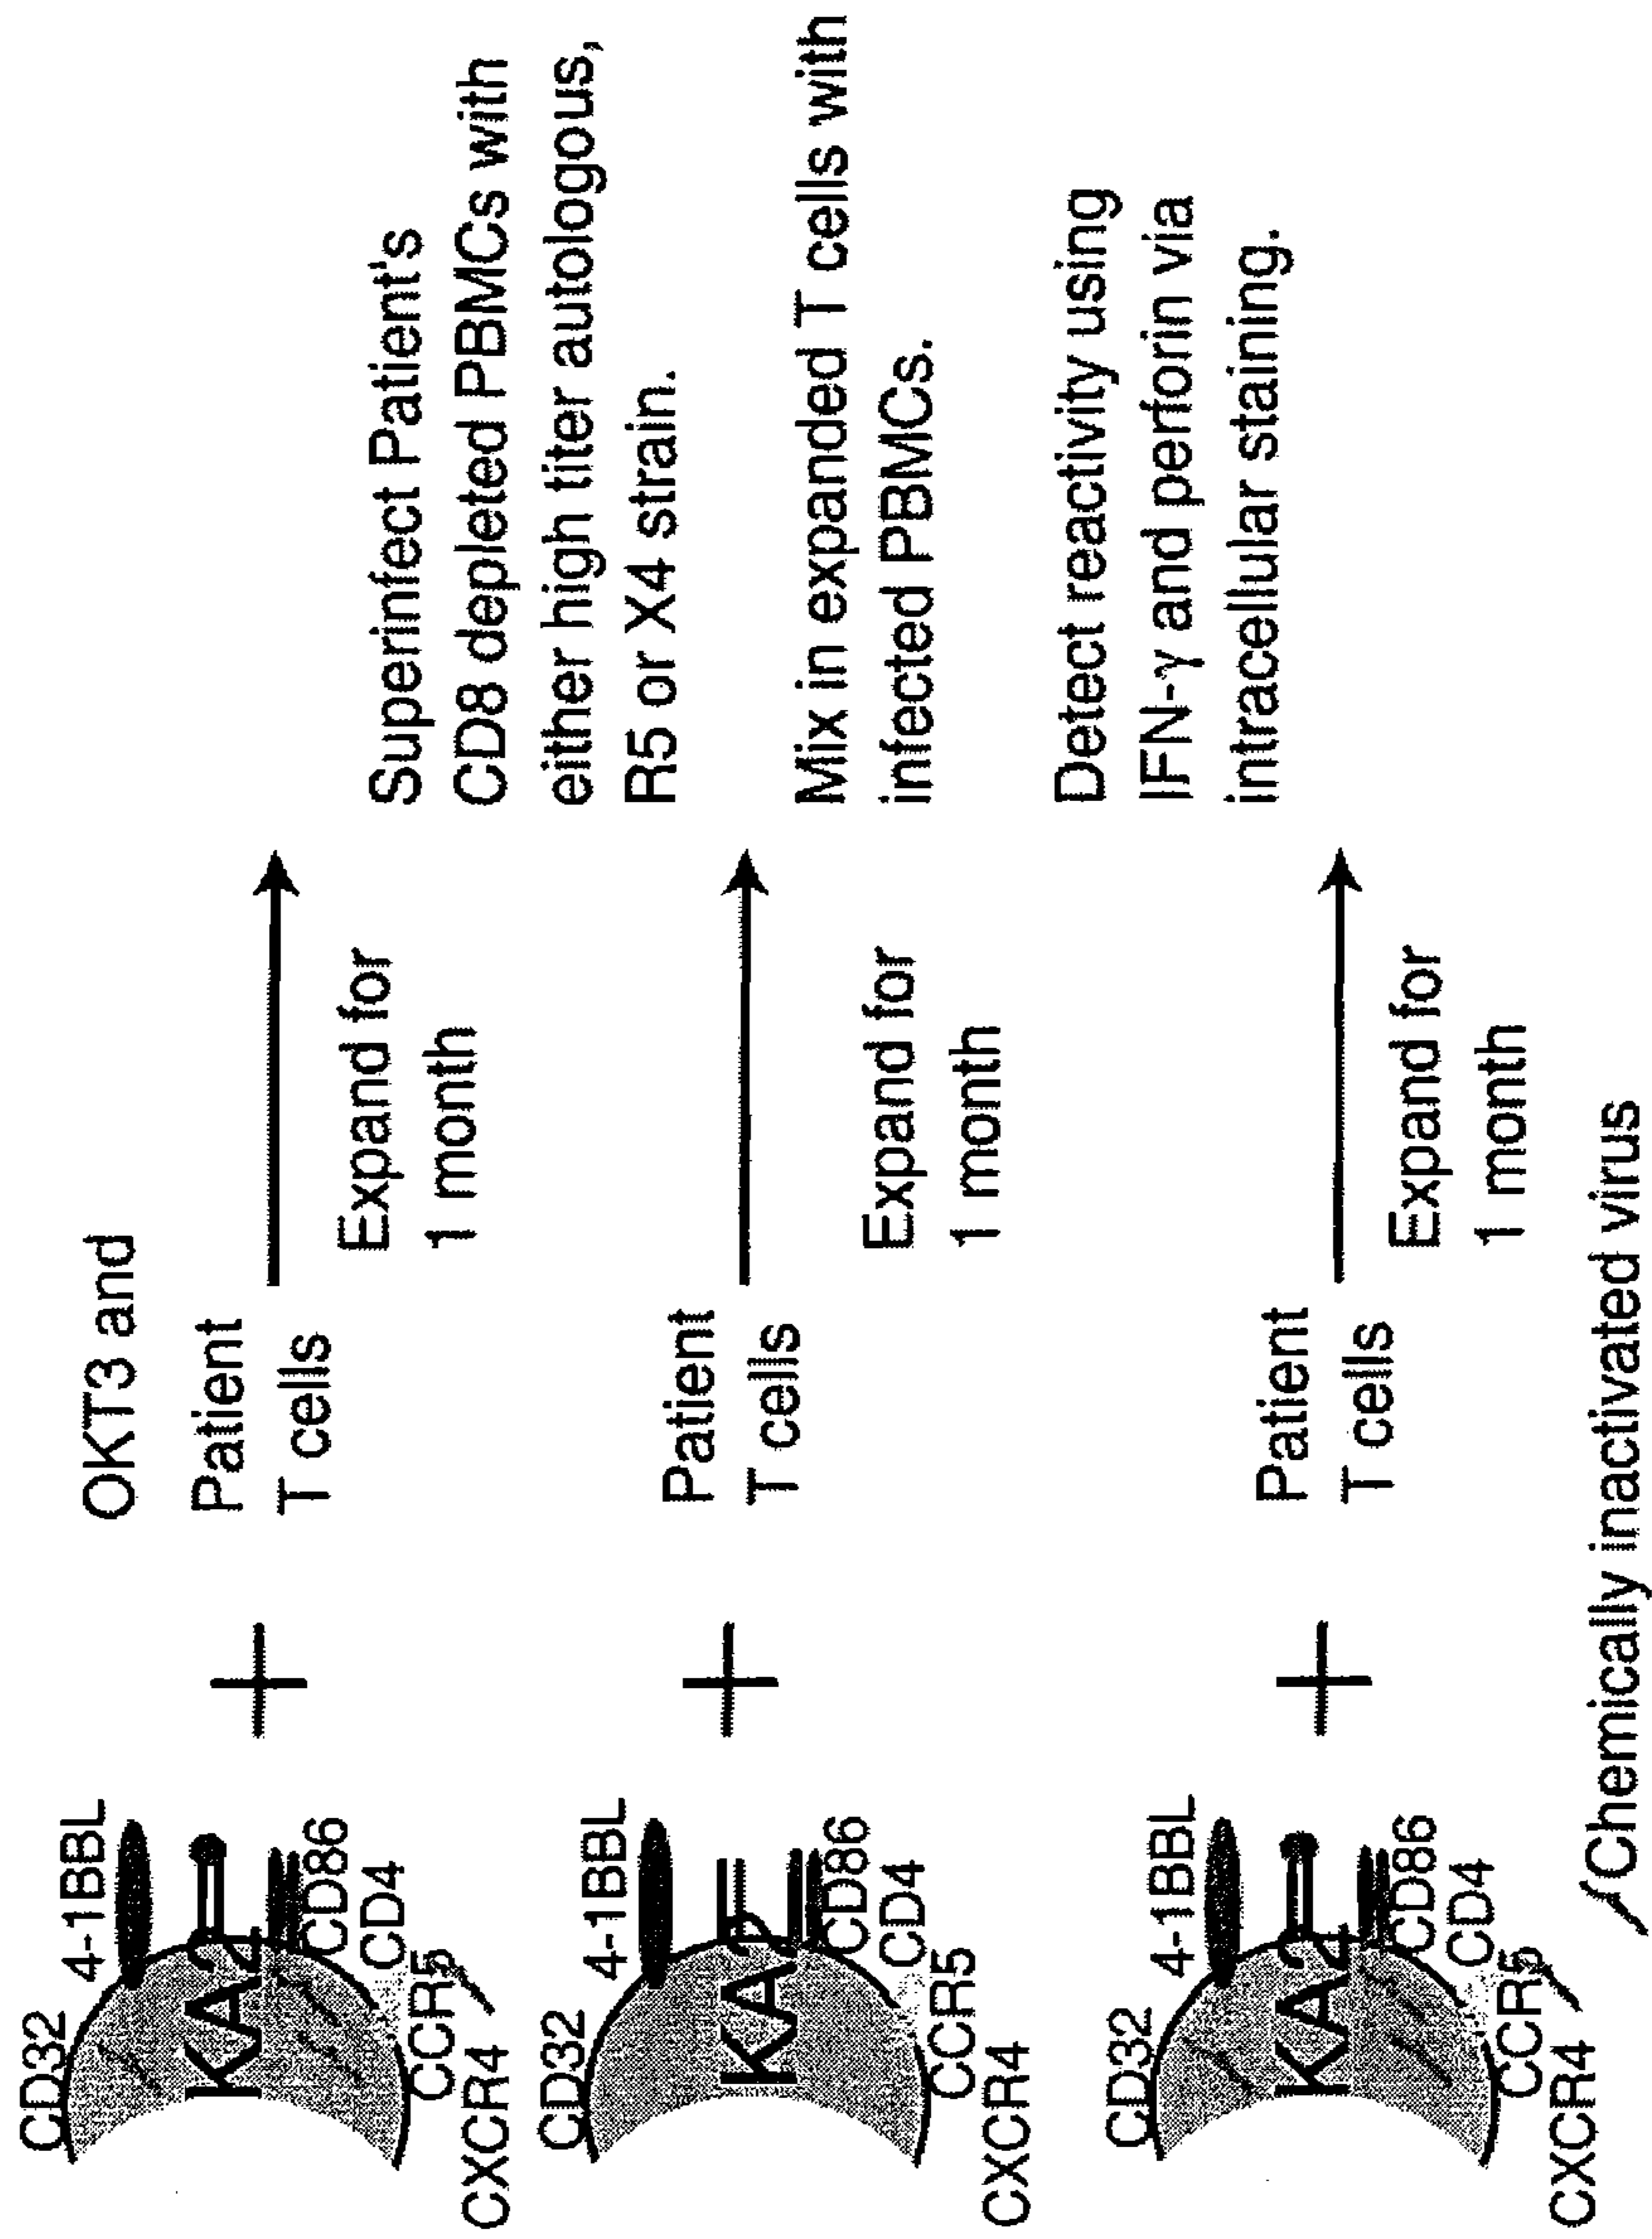 CD32
4-1BBL
KA2
CD86
CD4
CCR5
CXCR4
OKT3 and
Patient
T cells
Expand for
1 month
CD32
4-1BBL
KA2
CD86
CD4
CCR5
CXCR4
Patient
T cells
Expand for
1 month
CD32
4-1BBL
KA2
CD86
CD4
CCR5
CXCR4
Patient
T cells
Expand for
1 month
Chemically inactivated virus
Superinfect Patient's
CD8 depleted PBMCs with
either high titer autologous,
R5 or X4 strain.
Mix in expanded T cells with
infected PBMCs.
Detect reactivity using
IFN-γ and perforin via
intracellular staining.